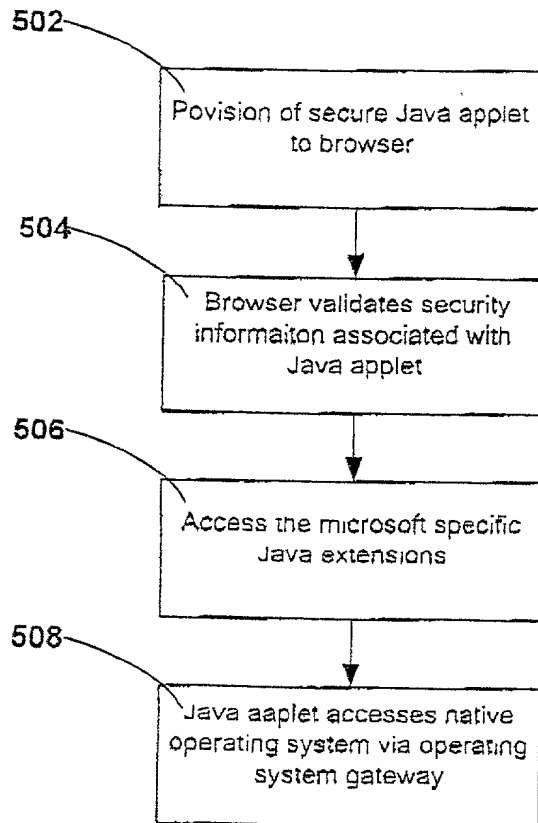 502
Povision of secure Java applet
to browser
504
Browser validates security
informaiton associated with
Java applet
506
Access the microsoft specific
Java extensions
508
Java aaplet accesses native
operating system via operating
system gateway